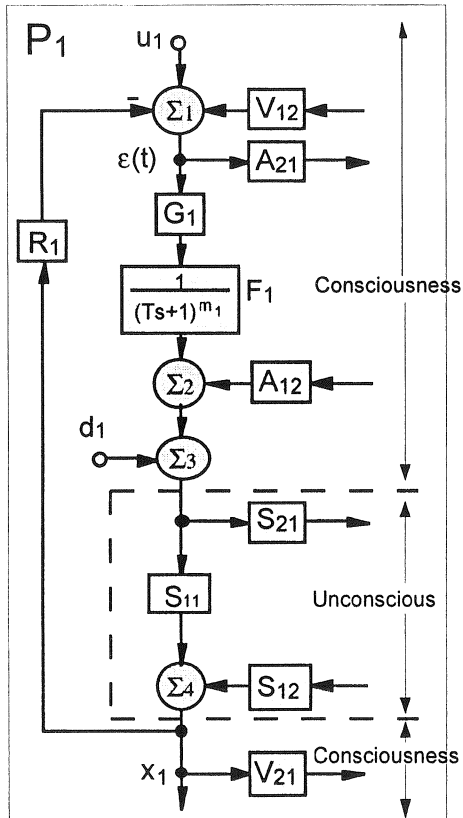 P1
u1
-
Σ1
V12
ε(t)
A21
G1
R1
1
(Ts+1)^m1
F1
Consciousness
Σ2
A12
d1
Σ3
S21
S11
Unconscious
Σ4
S12
Consciousness
x1
V21